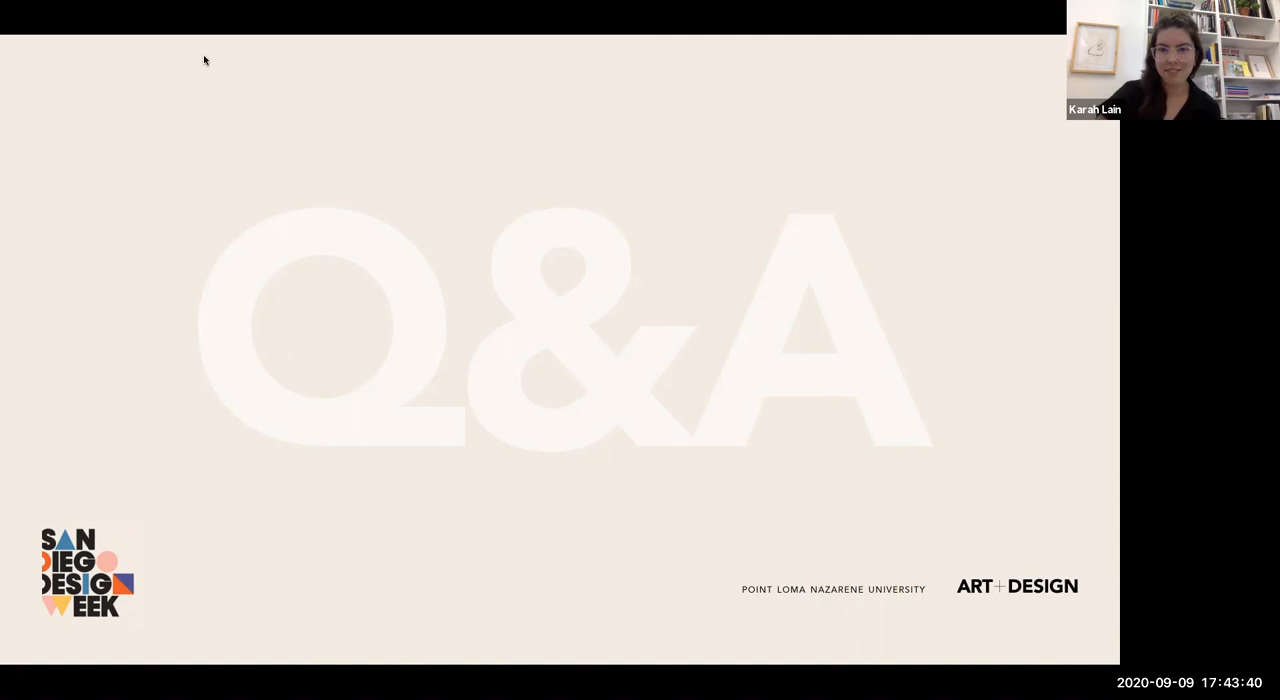 Karah Lain
Q&A
SAN
DIEGO
DESIGN
WEEK
POINT LOMA NAZARENE UNIVERSITY
ART+DESIGN
2020-09-09 17:43:40